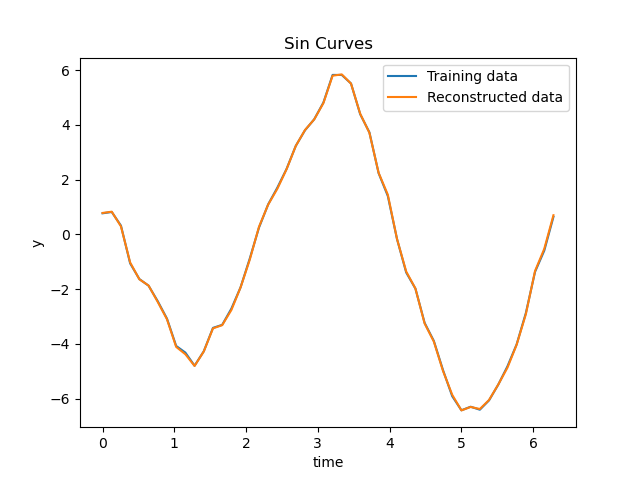 Sin Curves
Training data
Reconstructed data
6
4
2
0
−2
−4
−6
y
0 1 2 3 4 5 6
time